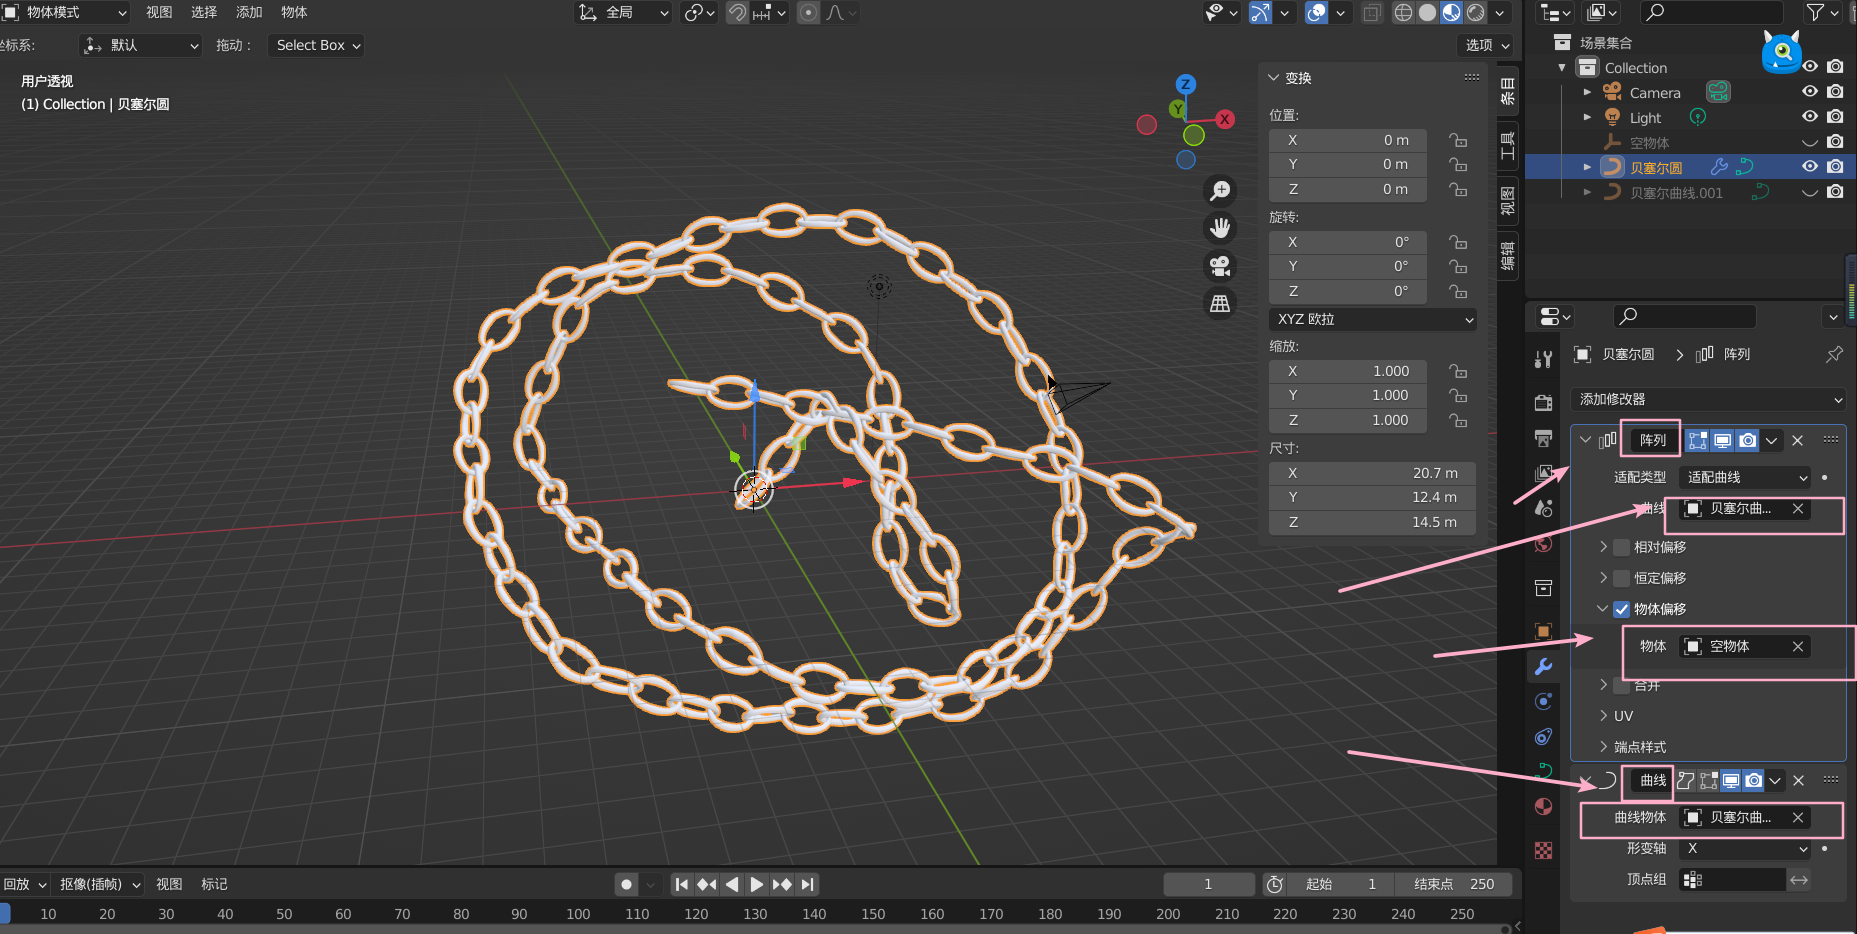 物体模式 视图 选择 添加 物体 全局
坐标系: 默认 拖动: Select Box 选项
用户透视
(1) Collection | 贝塞尔圆
Z
Y
X
变换
位置:
X 0 m
Y 0 m
Z 0 m
旋转:
X 0°
Y 0°
Z 0°
XYZ 欧拉
缩放:
X 1.000
Y 1.000
Z 1.000
尺寸:
X 20.7 m
Y 12.4 m
Z 14.5 m
条目
工具
视图
编辑
场景集合
Collection
Camera
Light
空物体
贝塞尔圆
贝塞尔曲线.001
贝塞尔圆 阵列
添加修改器
阵列
适配类型 适配曲线
曲线 贝塞尔曲...
相对偏移
恒定偏移
物体偏移
物体 空物体
合并
UV
端点样式
曲线
曲线物体 贝塞尔曲...
形变轴 X
顶点组
回放 抠像(插帧) 视图 标记 1 起始 1 结束点 250
10 20 30 40 50 60 70 80 90 100 110 120 130 140 150 160 170 180 190 200 210 220 230 240 250